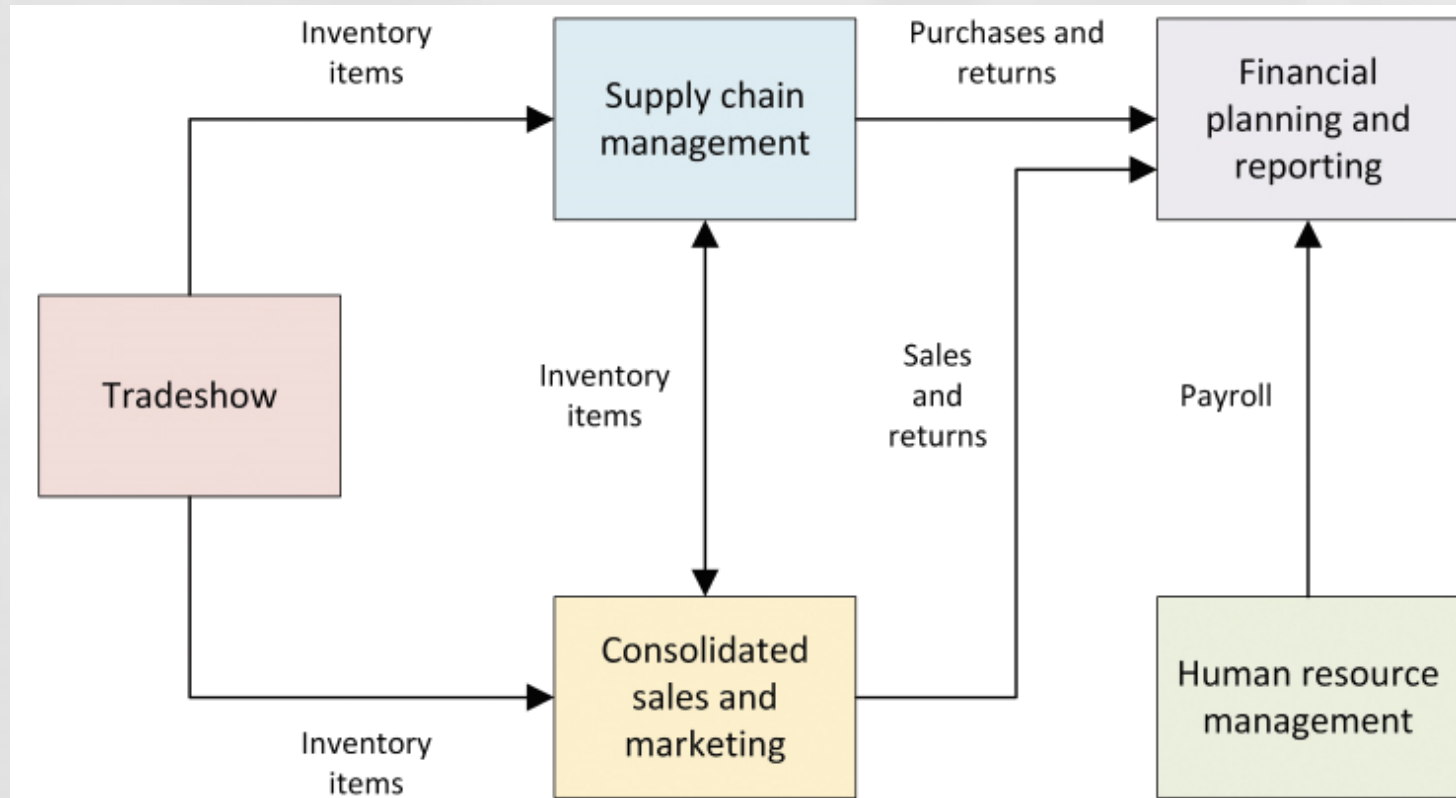 Inventory
items
Purchases and
returns
Supply chain
management
Financial
planning and
reporting
Tradeshow
Inventory
items
Sales
and
returns
Payroll
Consolidated
sales and
marketing
Human resource
management
Inventory
items